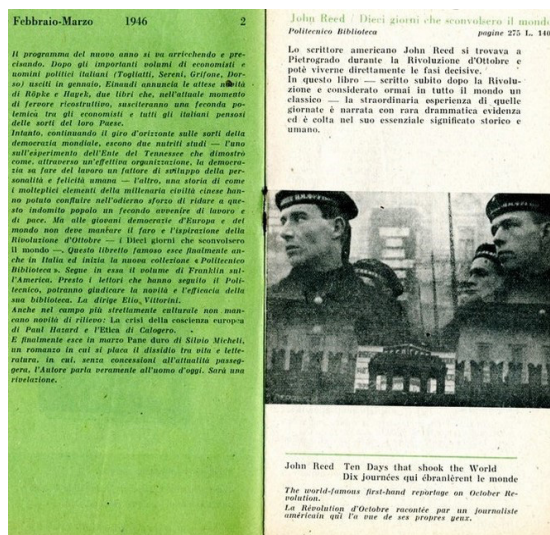 Febbraio-Marzo 1946 2
Il programma del nuovo anno si va arricchendo e pre-
cisando. Dopo gli importanti volumi di economisti e
uomini politici italiani (Togliatti, Sereni, Grifone, Dor-
so) usciti in gennaio, Einaudi annuncia le attese novità
di Röpke e Hayek, due libri che, nell'attuale momento
di fervore ricostruttivo, susciteranno una feconda po-
lemica tra gli economisti e tutti gli italiani pensosi
delle sorti del loro Paese.
Intanto, continuando il giro d'orizzonte sulle sorti della
democrazia mondiale, escono due nutriti studi — l'uno
sull'esperimento dell'Ente del Tennessee che dimostrò
come, attraverso un'effettiva organizzazione, la democra-
zia sa fare del lavoro un fattore di sviluppo della per-
sonalità e felicità umana — l'altro, una storia di come
i molteplici elementi della millenaria civiltà cinese han-
no potuto confluire nell'odierno sforzo di ridare a que-
sto indomito popolo un fecondo avvenire di lavoro e
di pace. Ma alle giovani democrazie d'Europa e del
mondo non deve mancare il faro e l'ispirazione della
Rivoluzione d'Ottobre — i Dieci giorni che sconvolsero
il mondo —. Questo libretto famoso esce finalmente an-
che in Italia ed inizia la nuova collezione « Politecnico
Biblioteca ». Segue in essa il volume di Franklin sul-
l'America. Presto i lettori che hanno seguito il Poli-
tecnico, potranno giudicare la novità e l'efficacia della
sua biblioteca. La dirige Elio Vittorini.
Anche nel campo più strettamente culturale non man-
cano novità di rilievo: La crisi della coscienza europea
di Paul Hazard e l'Etica di Calogero.
E finalmente esce in marzo Pane duro di Silvio Micheli,
un romanzo in cui si placa il dissidio tra vita e lette-
ratura, in cui, senza concessioni all'attualità passeg-
gera, l'Autore parla veramente all'uomo d'oggi. Sarà una
rivelazione.
John Reed / Dieci giorni che sconvolsero il mondo
Politecnico Biblioteca pagine 275 L. 140
Lo scrittore americano John Reed si trovava a
Pietrogrado durante la Rivoluzione d'Ottobre e
potè viverne direttamente le fasi decisive.
In questo libro — scritto subito dopo la Rivolu-
zione e considerato ormai in tutto il mondo un
classico — la straordinaria esperienza di quelle
giornate è narrata con rara drammatica evidenza
ed è colta nel suo essenziale significato storico e
umano.
John Reed Ten Days that shook the World
Dix journées qui ébranlèrent le monde
The world-famous first-hand reportage on October Re-
volution.
La Révolution d'Octobre racontée par un journaliste
américain qui l'a vue de ses propres yeux.